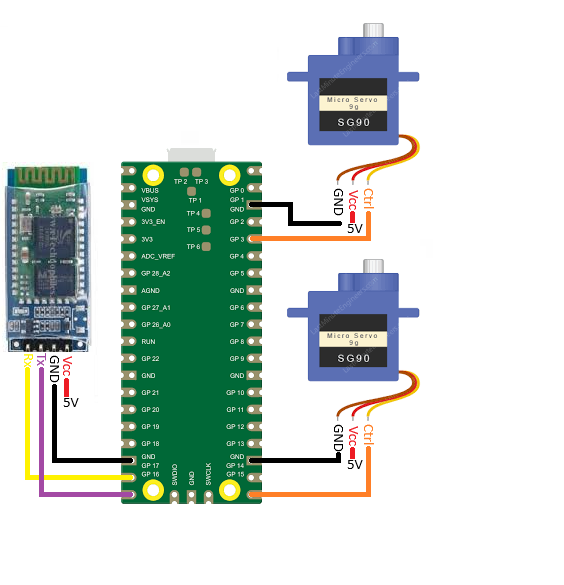 Micro Servo
9g
SG90
GND
Vcc
Ctrl
5V
TP 2
TP 3
TP 1
TP 4
TP 5
TP 6
VBUS
VSYS
GND
3V3_EN
3V3
ADC_VREF
GP 28_A2
AGND
GP 27_A1
GP 26_A0
RUN
GP 22
GND
GP 21
GP 20
GP 19
GP 18
GND
GP 17
GP 16
GP 0
GP 1
GND
GP 2
GP 3
GP 4
GP 5
GND
GP 6
GP 7
GP 8
GP 9
GND
GP 10
GP 11
GP 12
GP 13
GND
GP 14
GP 15
SWDIO
GND
SWCLK
Rx
Tx
GND
Vcc
5V
Micro Servo
9g
SG90
GND
Vcc
Ctrl
5V